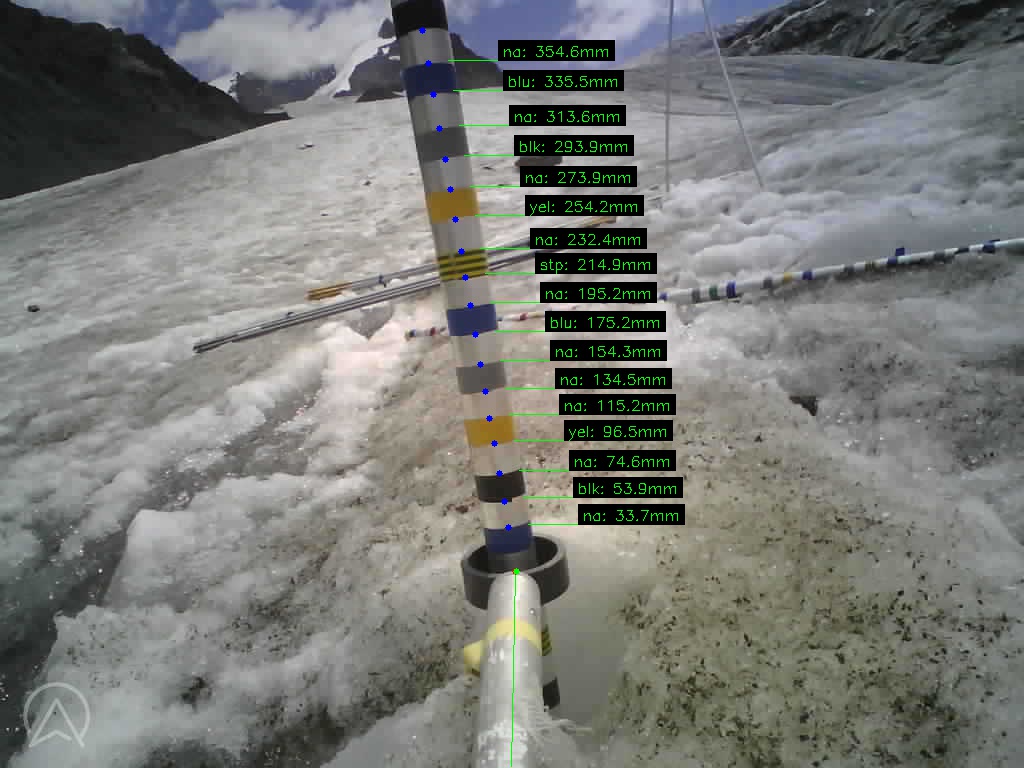 na: 354.6mm
blu: 335.5mm
na: 313.6mm
blk: 293.9mm
na: 273.9mm
yel: 254.2mm
na: 232.4mm
stp: 214.9mm
na: 195.2mm
blu: 175.2mm
na: 154.3mm
na: 134.5mm
na: 115.2mm
yel: 96.5mm
na: 74.6mm
blk: 53.9mm
na: 33.7mm